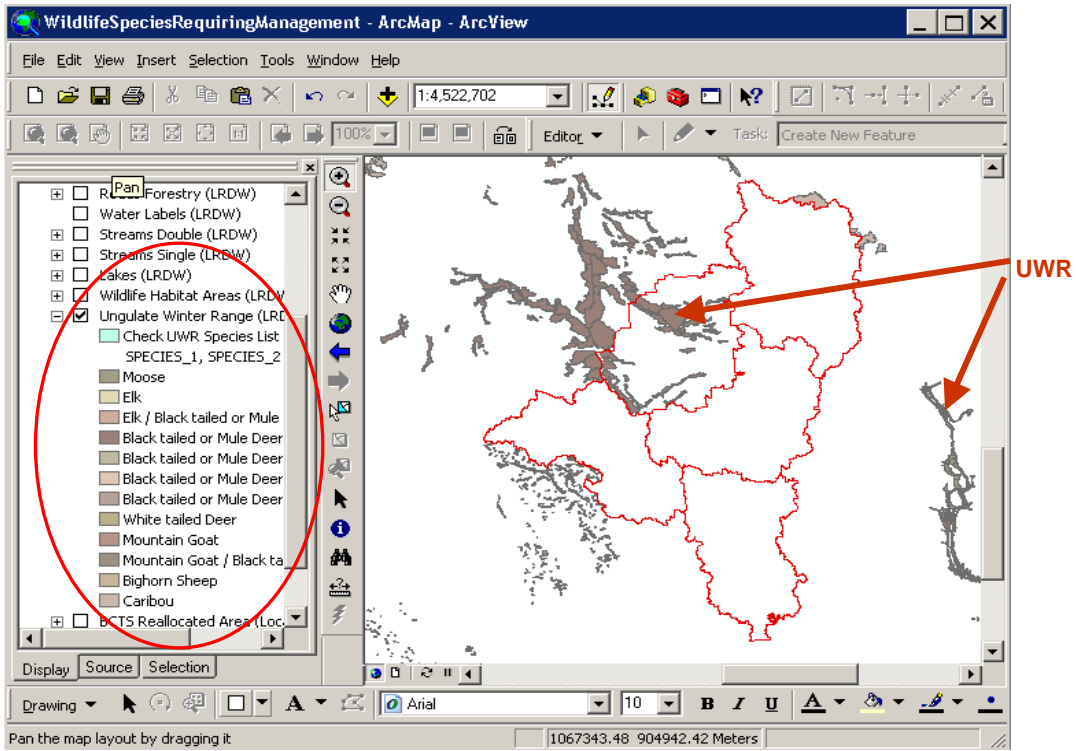 WildlifeSpeciesRequiringManagement - ArcMap - ArcView
File Edit View Insert Selection Tools Window Help
1:4,522,702
100%
Editor
Task: Create New Feature
Pan
Forestry (LRDW)
Water Labels (LRDW)
Streams Double (LRDW)
Streams Single (LRDW)
Lakes (LRDW)
Wildlife Habitat Areas (LRDW
Ungulate Winter Range (LRD
Check UWR Species List
SPECIES_1, SPECIES_2
Moose
Elk
Elk / Black tailed or Mule
Black tailed or Mule Deer
Black tailed or Mule Deer
Black tailed or Mule Deer
Black tailed or Mule Deer
White tailed Deer
Mountain Goat
Mountain Goat / Black ta
Bighorn Sheep
Caribou
BCTS Reallocated Area (Loc
UWR
Display Source Selection
Drawing A Arial 10 B I U A
Pan the map layout by dragging it
1067343.48 904942.42 Meters